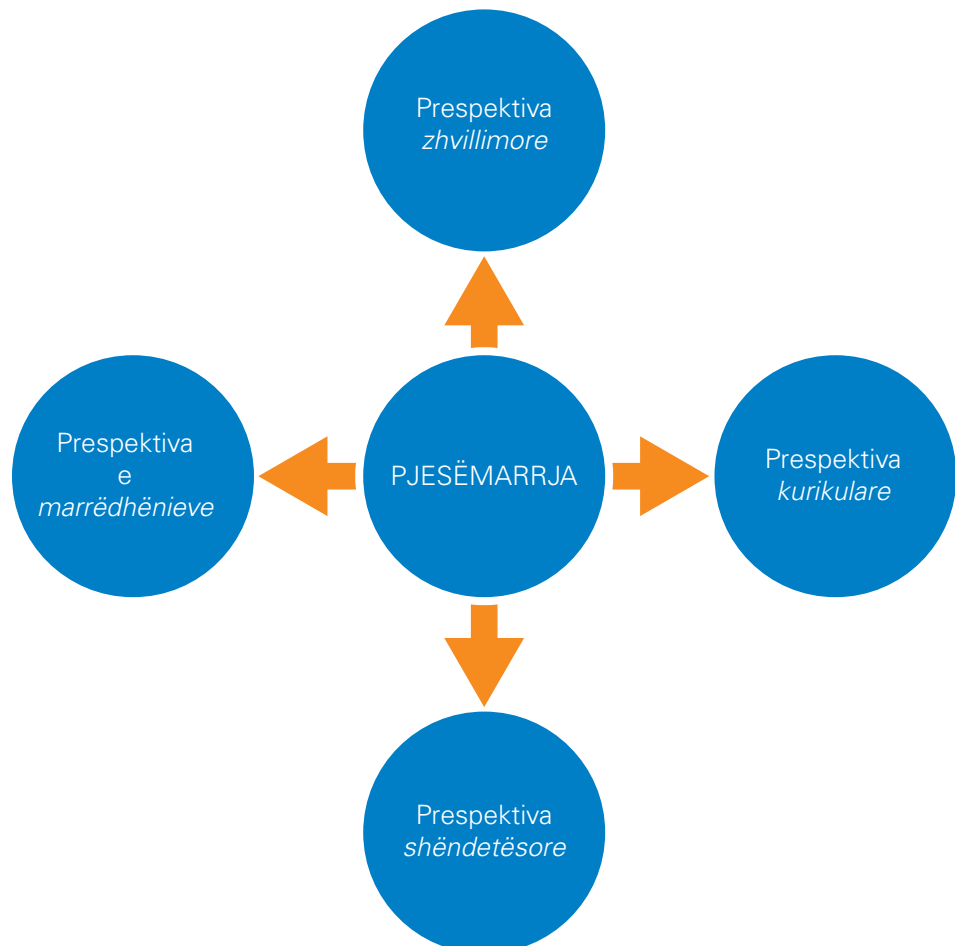 Prespektiva
zhvillimore
Prespektiva
e
marrëdhënieve
PJESËMARRJA
Prespektiva
kurikulare
Prespektiva
shëndetësore